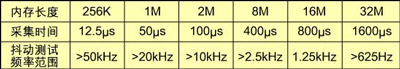 内存长度 256K 1M 2M 8M 16M 32M
采集时间 12.5μs 50μs 100μs 400μs 800μs 1600μs
抖动测试
频率范围 >50kHz >20kHz >10kHz >2.5kHz 1.25kHz >625Hz